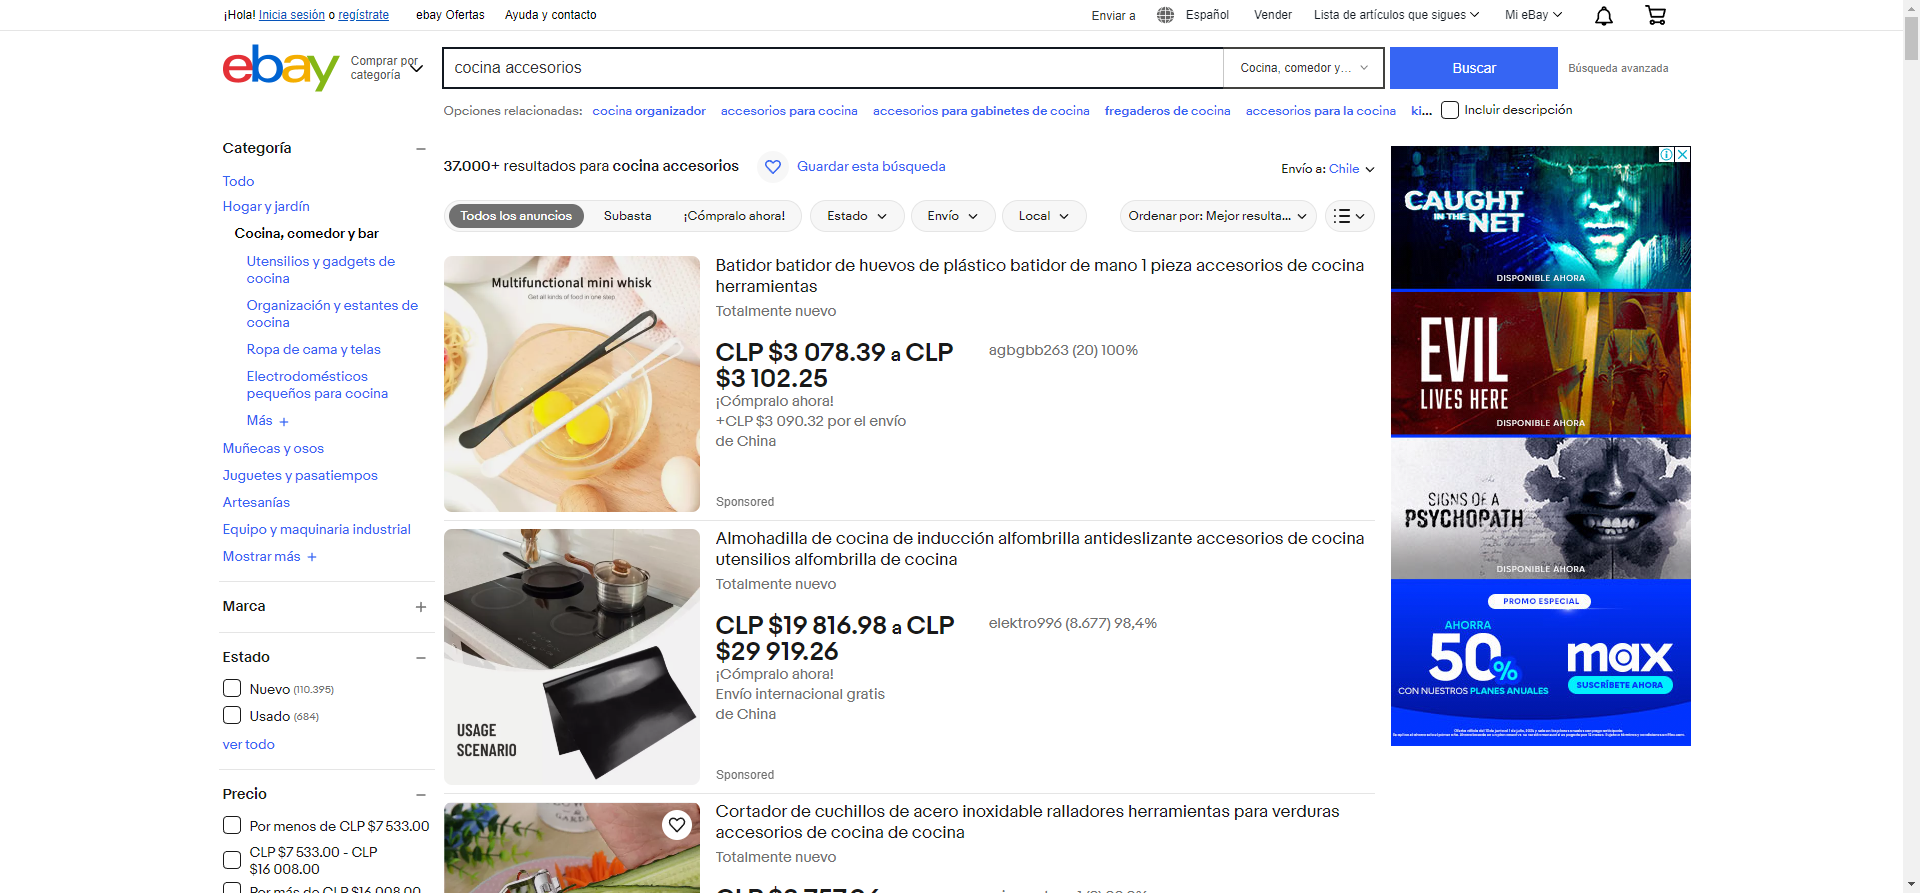 ¡Hola! Inicia sesión o regístrate
ebay Ofertas
Ayuda y contacto
Enviar a
Español
Vender
Lista de artículos que sigues
Mi eBay
ebay
Comprar por
categoría
cocina accesorios
Cocina, comedor y...
Buscar
Búsqueda avanzada
Opciones relacionadas:
cocina organizador
accesorios para cocina
accesorios para gabinetes de cocina
fregaderos de cocina
accesorios para la cocina
ki...
Incluir descripción
Categoría
Todo
Hogar y jardín
Cocina, comedor y bar
Utensilios y gadgets de
cocina
Organización y estantes de
cocina
Ropa de cama y telas
Electrodomésticos
pequeños para cocina
Más
Muñecas y osos
Juguetes y pasatiempos
Artesanías
Equipo y maquinaria industrial
Mostrar más
Marca
Estado
Nuevo (110.395)
Usado (684)
ver todo
Precio
Por menos de CLP $7 533.00
CLP $7 533.00 - CLP
$16 008.00
Por más de CLP $16 008.00
37.000+ resultados para cocina accesorios
Guardar esta búsqueda
Envío a: Chile
Todos los anuncios
Subasta
¡Cómpralo ahora!
Estado
Envío
Local
Ordenar por: Mejor resulta...
Multifunctional mini whisk
Get all kinds of food in one step
Batidor batidor de huevos de plástico batidor de mano 1 pieza accesorios de cocina
herramientas
Totalmente nuevo
CLP $3 078.39 a CLP
$3 102.25
agbgbb263 (20) 100%
¡Cómpralo ahora!
+CLP $3 090.32 por el envío
de China
Sponsored
USAGE
SCENARIO
Almohadilla de cocina de inducción alfombrilla antideslizante accesorios de cocina
utensilios alfombrilla de cocina
Totalmente nuevo
CLP $19 816.98 a CLP
$29 919.26
elektro996 (8.677) 98,4%
¡Cómpralo ahora!
Envío internacional gratis
de China
Sponsored
Cortador de cuchillos de acero inoxidable ralladores herramientas para verduras
accesorios de cocina de cocina
Totalmente nuevo
CAUGHT
IN THE
NET
DISPONIBLE AHORA
EVIL
LIVES HERE
DISPONIBLE AHORA
SIGNS OF A
PSYCHOPATH
DISPONIBLE AHORA
PROMO ESPECIAL
AHORRA
50%
CON NUESTROS PLANES ANUALES
max
SUSCRÍBETE AHORA